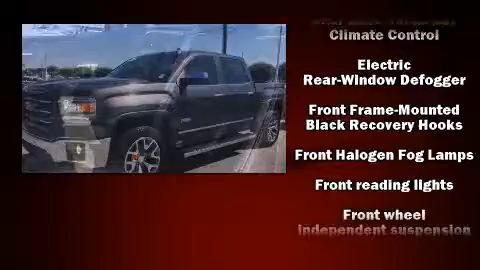 Climate Control
Electric
Rear-Window Defogger
Front Frame-Mounted
Black Recovery Hooks
Front Halogen Fog Lamps
Front reading lights
Front wheel
independent suspension